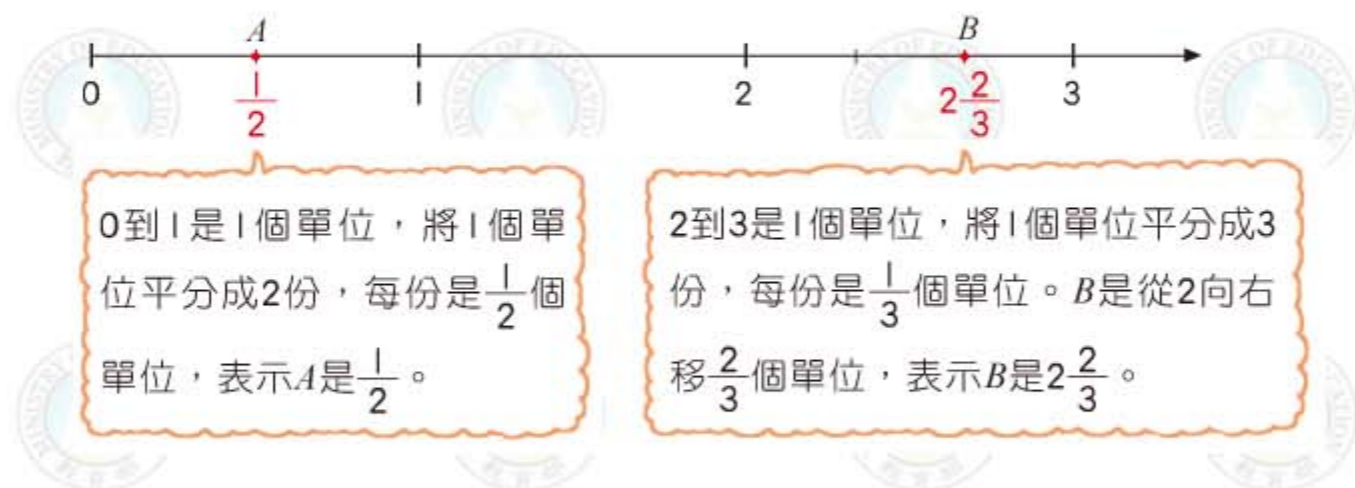 A B
0 1/2 1 2 2 2/3 3
0到1是1個單位，將1個單
位平分成2份，每份是1/2個
單位，表示A是1/2。
2到3是1個單位，將1個單位平分成3
份，每份是1/3個單位。B是從2向右
移2/3個單位，表示B是2 2/3。